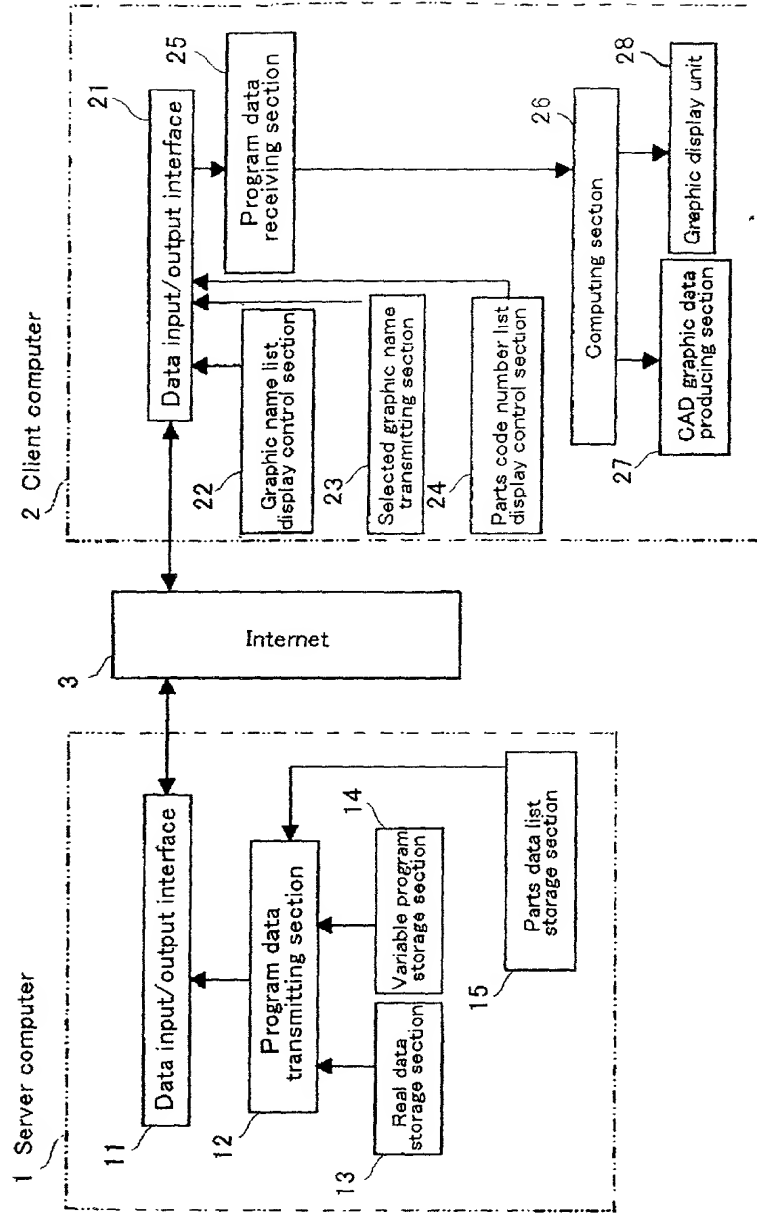 1 Server computer
11
Data input/output interface
12
Program data
transmitting section
13
Real data
storage section
14
Variable program
storage section
15
Parts data list
storage section
3
Internet
2 Client computer
21
Data input/output interface
22
Graphic name list
display control section
23
Selected graphic name
transmitting section
24
Parts code number list
display control section
25
Program data
receiving section
26
Computing section
27
CAD graphic data
producing section
28
Graphic display unit